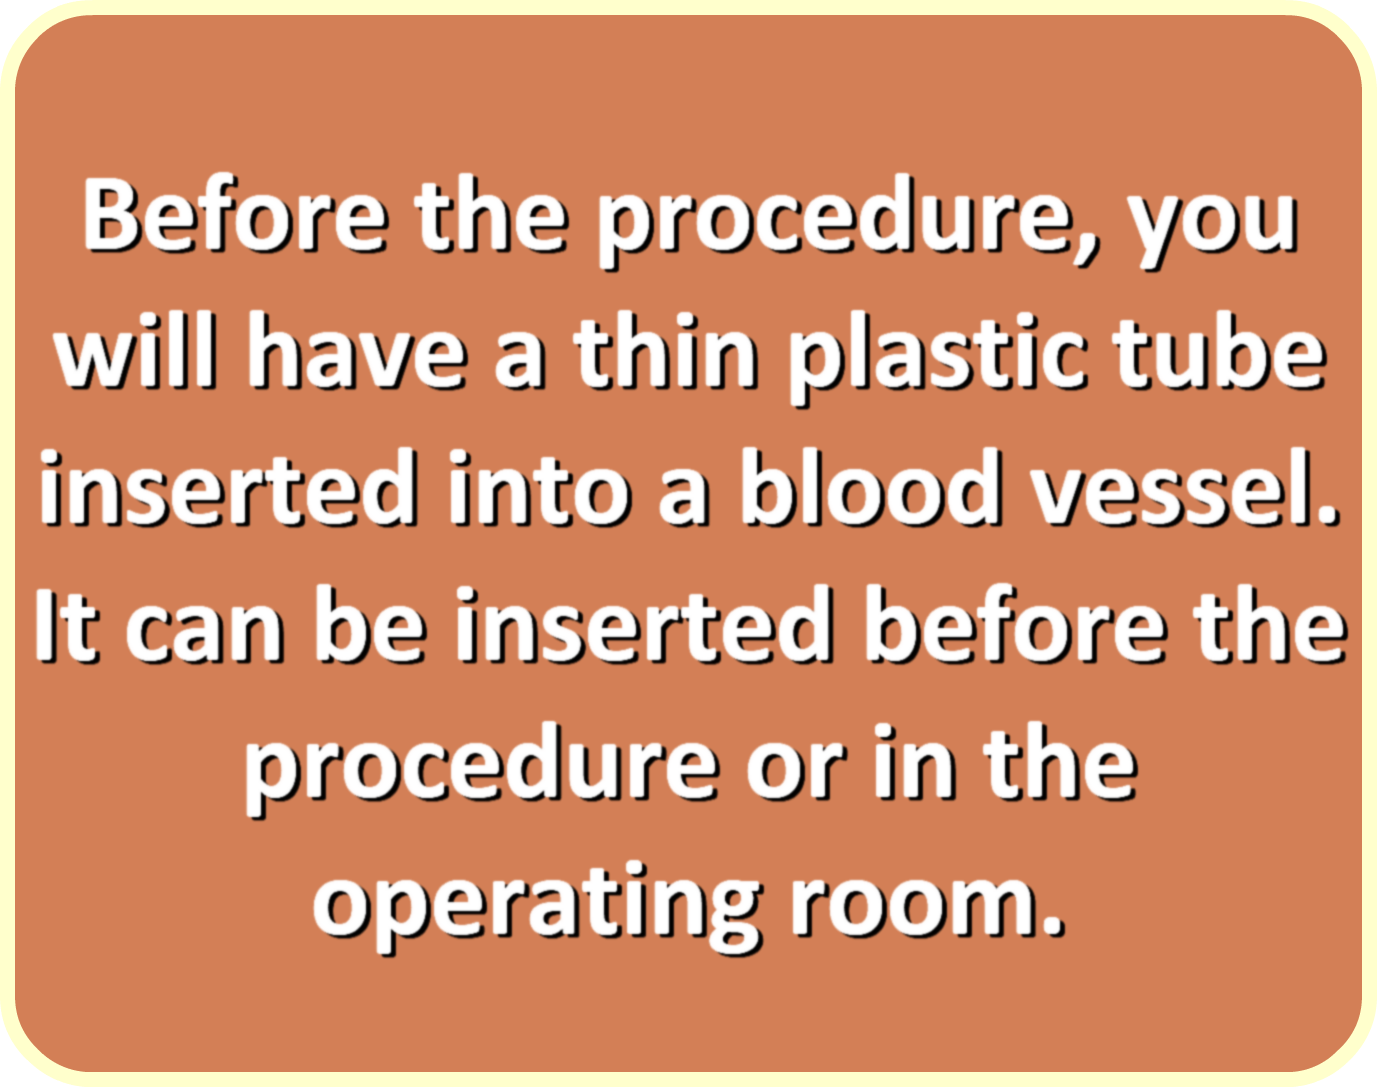 Before the procedure, you
will have a thin plastic tube
inserted into a blood vessel.
It can be inserted before the
procedure or in the
operating room.